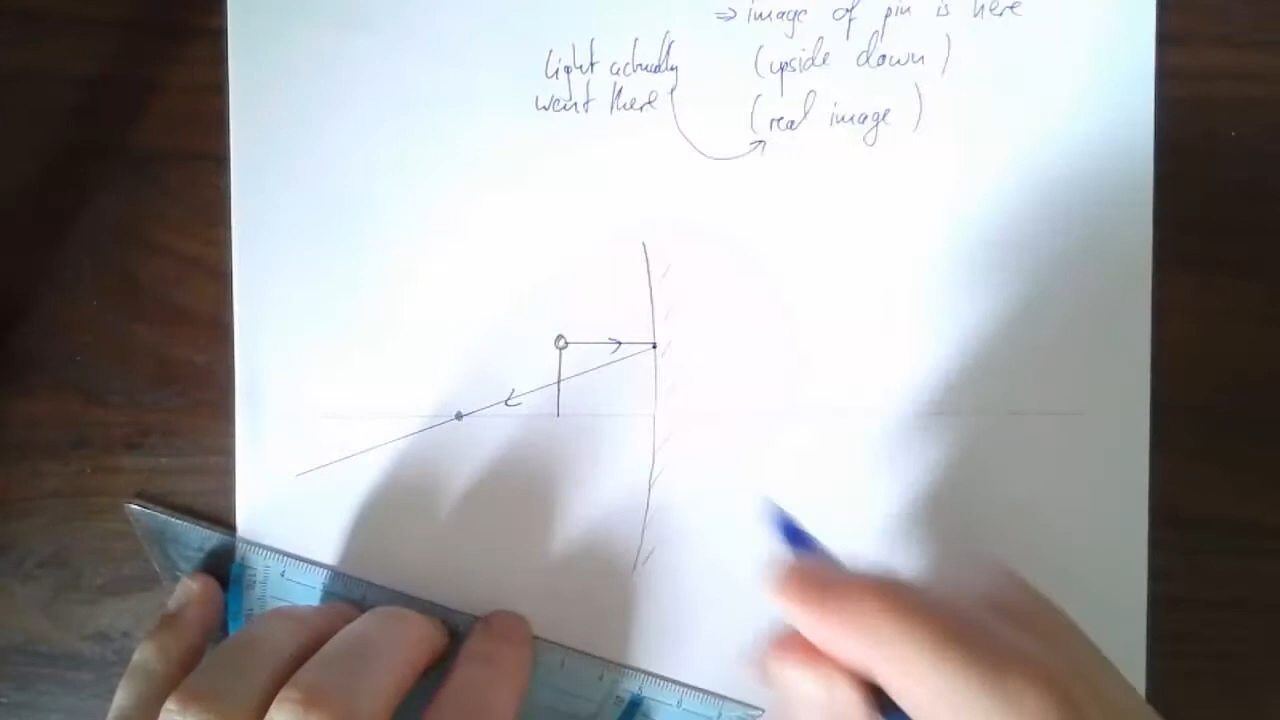 ⇒ image of pin is here
light actually
went there
(upside down)
(real image)